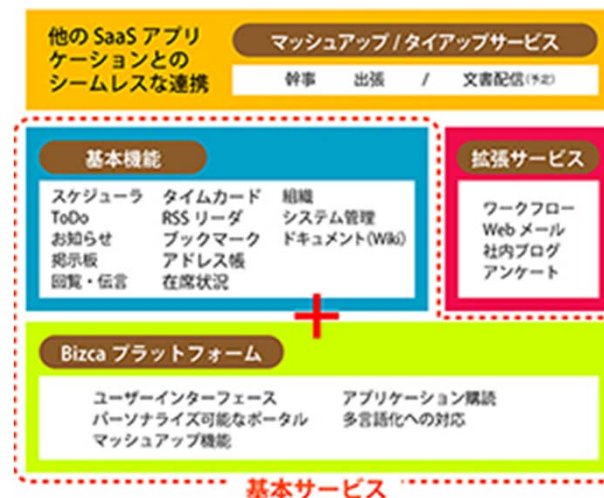 他の SaaS アプリ
ケーションとの
シームレスな連携
マッシュアップ / タイアップサービス
幹事 出張 / 文書配信(予定)
基本機能
スケジューラ タイムカード 組織
ToDo RSS リーダ システム管理
お知らせ ブックマーク ドキュメント(Wiki)
掲示板 アドレス帳
回覧・伝言 在席状況
拡張サービス
ワークフロー
Web メール
社内ブログ
アンケート
+
Bizca プラットフォーム
ユーザーインターフェース アプリケーション購読
パーソナライズ可能なポータル 多言語化への対応
マッシュアップ機能
基本サービス